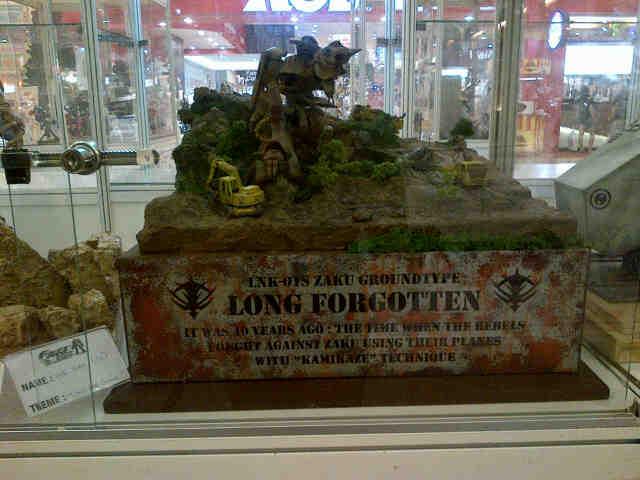 LNK-01S ZAKU GROUNDTYPE
LONG FORGOTTEN
IT WAS 10 YEARS AGO : THE TIME WHEN THE REBELS
FOUGHT AGAINST ZAKU USING THEIR PLANES
WITH "KAMIKAZE" TECHNIQUE
NAME:
THEME: